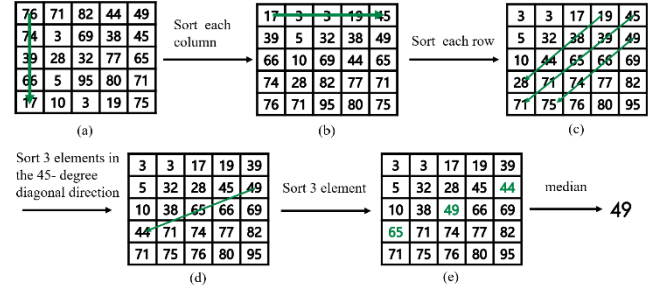 76 71 82 44 49
74 3 69 38 45
39 28 32 77 65
66 5 95 80 71
17 10 3 19 75
(a)
Sort each
column
17 3 3 19 45
39 5 32 38 49
66 10 69 44 65
74 28 82 77 71
76 71 95 80 75
(b)
Sort each row
3 3 17 19 45
5 32 38 39 49
10 44 65 66 69
28 71 74 77 82
71 75 76 80 95
(c)
Sort 3 elements in
the 45- degree
diagonal direction
3 3 17 19 39
5 32 28 45 49
10 38 65 66 69
44 71 74 77 82
71 75 76 80 95
(d)
Sort 3 element
3 3 17 19 39
5 32 28 45 44
10 38 49 66 69
65 71 74 77 82
71 75 76 80 95
(e)
median
49